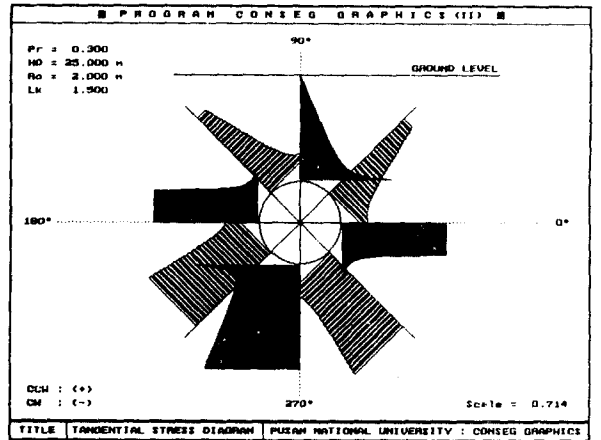 PROGRAM CONSEG GRAPHICS (II)
90°
Pr = 0.300
HO = 25.000 m
Ro = 2.000 m
Lk 1.500
GROUND LEVEL
180°
0°
CCW : (+)
CW : (-)
270°
Scale = 0.714
TITLE TANGENTIAL STRESS DIAGRAM PUSAN NATIONAL UNIVERSITY : CONSEG GRAPHICS